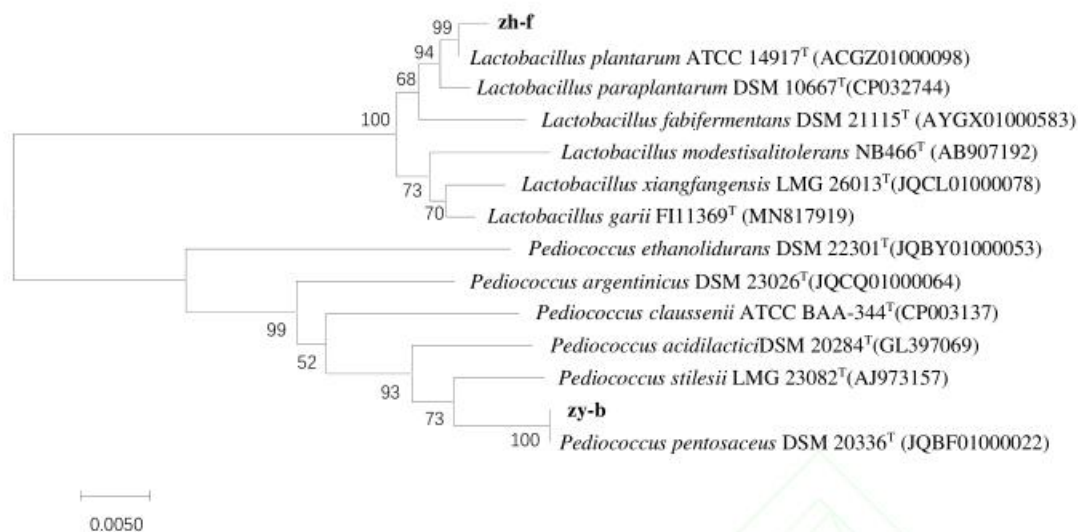 99
zh-f
Lactobacillus plantarum ATCC 14917ᵀ (ACGZ01000098)
94
68
Lactobacillus paraplantarum DSM 10667ᵀ(CP032744)
100
Lactobacillus fabifermentans DSM 21115ᵀ (AYGX01000583)
Lactobacillus modestisalitolerans NB466ᵀ (AB907192)
73
Lactobacillus xiangfangensis LMG 26013ᵀ(JQCL01000078)
70
Lactobacillus garii FI11369ᵀ (MN817919)
Pediococcus ethanolidurans DSM 22301ᵀ(JQBY01000053)
Pediococcus argentinicus DSM 23026ᵀ(JQCQ01000064)
Pediococcus claussenii ATCC BAA-344ᵀ(CP003137)
99
Pediococcus acidilacticiDSM 20284ᵀ(GL397069)
52
Pediococcus stilesii LMG 23082ᵀ(AJ973157)
93
zy-b
73
100
Pediococcus pentosaceus DSM 20336ᵀ (JQBF01000022)
0.0050